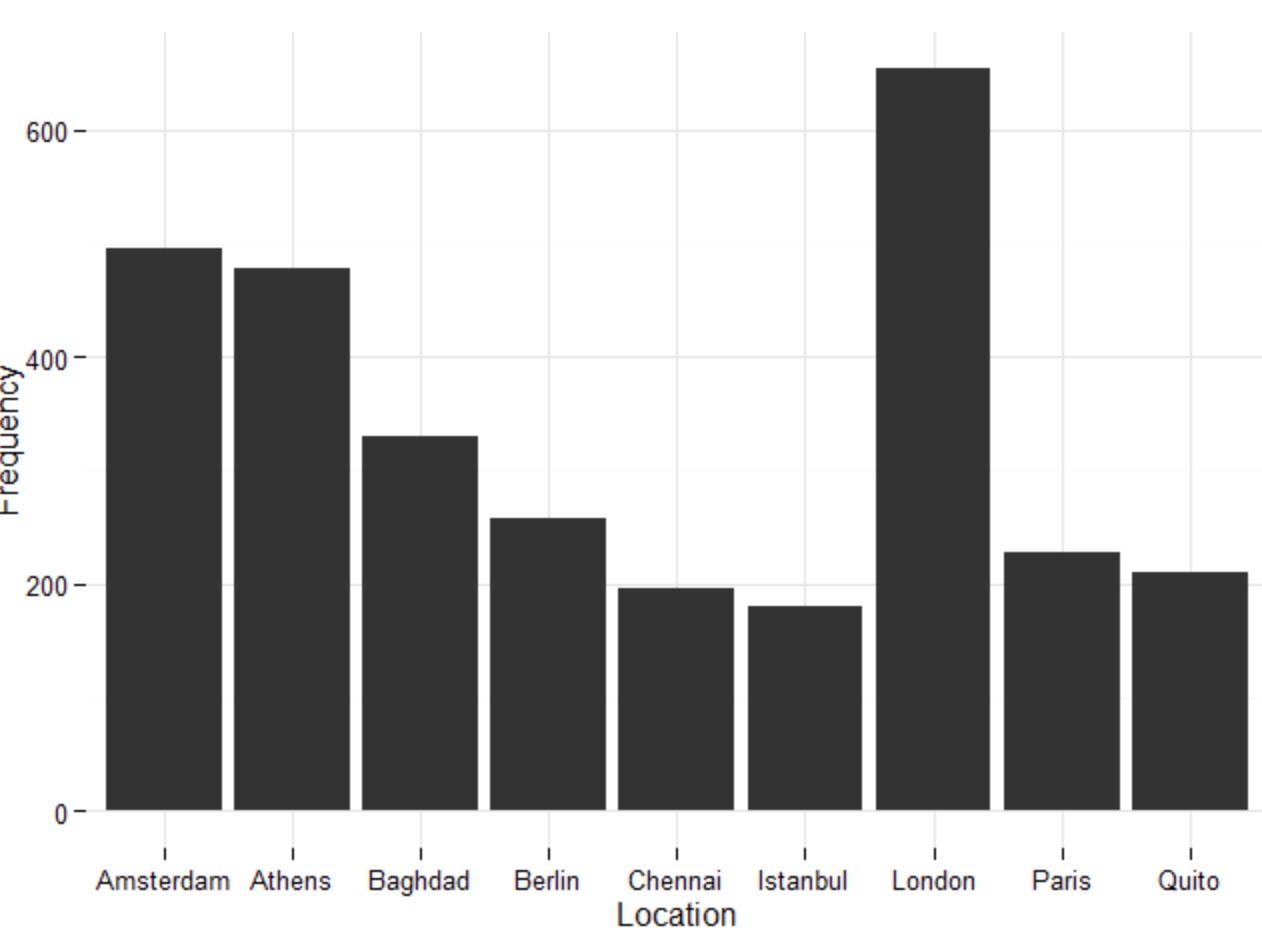 Frequency
600
400
200
0
Amsterdam Athens Baghdad Berlin Chennai Istanbul London Paris Quito
Location